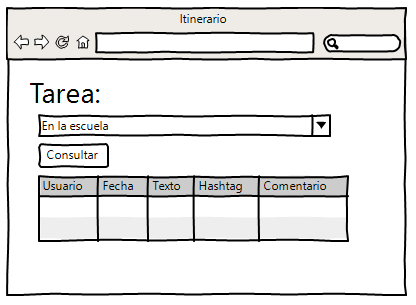 Itinerario
Tarea:
En la escuela
Consultar
Usuario Fecha Texto Hashtag Comentario